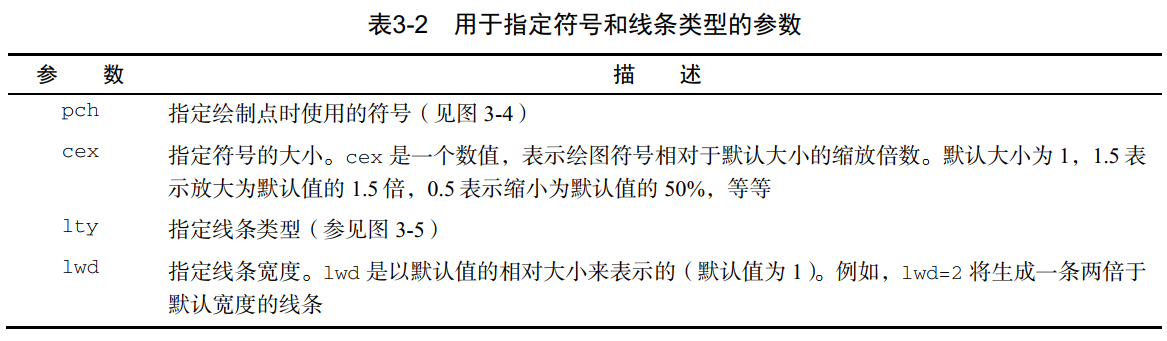 表3-2 用于指定符号和线条类型的参数
参 数 描 述
pch 指定绘制点时使用的符号（见图 3-4）
cex 指定符号的大小。cex 是一个数值，表示绘图符号相对于默认大小的缩放倍数。默认大小为 1，1.5 表
示放大为默认值的 1.5 倍，0.5 表示缩小为默认值的 50%，等等
lty 指定线条类型（参见图 3-5）
lwd 指定线条宽度。lwd 是以默认值的相对大小来表示的（默认值为 1）。例如，lwd=2 将生成一条两倍于
默认宽度的线条